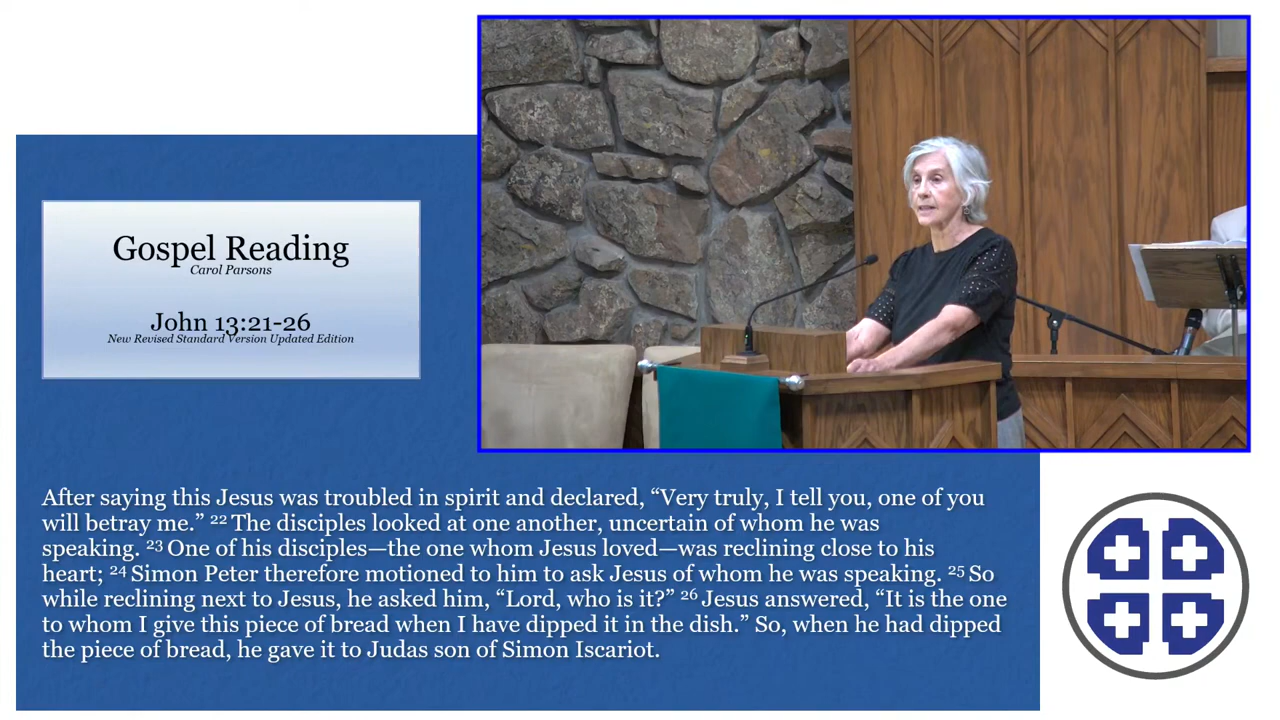 Gospel Reading
Carol Parsons
John 13:21-26
New Revised Standard Version Updated Edition
After saying this Jesus was troubled in spirit and declared, “Very truly, I tell you, one of you
will betray me.” 22 The disciples looked at one another, uncertain of whom he was
speaking. 23 One of his disciples—the one whom Jesus loved—was reclining close to his
heart; 24 Simon Peter therefore motioned to him to ask Jesus of whom he was speaking. 25 So
while reclining next to Jesus, he asked him, “Lord, who is it?” 26 Jesus answered, “It is the one
to whom I give this piece of bread when I have dipped it in the dish.” So, when he had dipped
the piece of bread, he gave it to Judas son of Simon Iscariot.